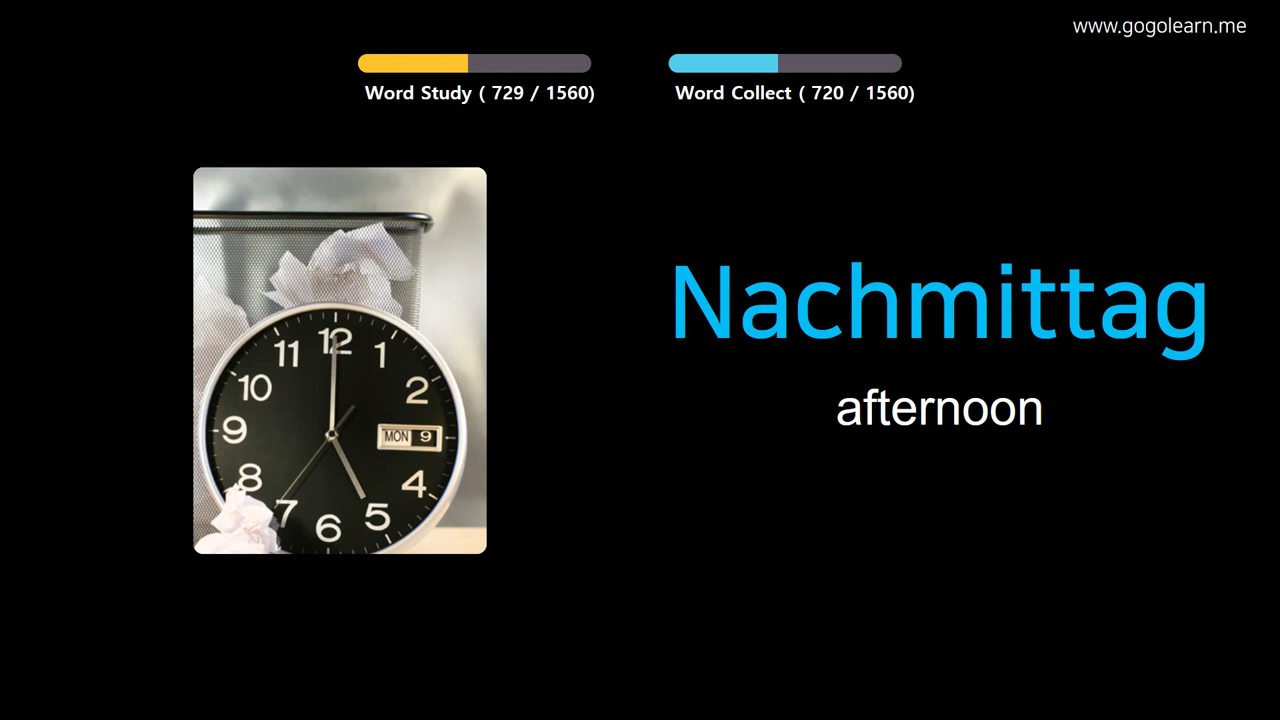 www.gogolearn.me
Word Study ( 729 / 1560)
Word Collect ( 720 / 1560)
Nachmittag
afternoon
12
11
1
10
2
9
MON 9
8
4
7
5
6